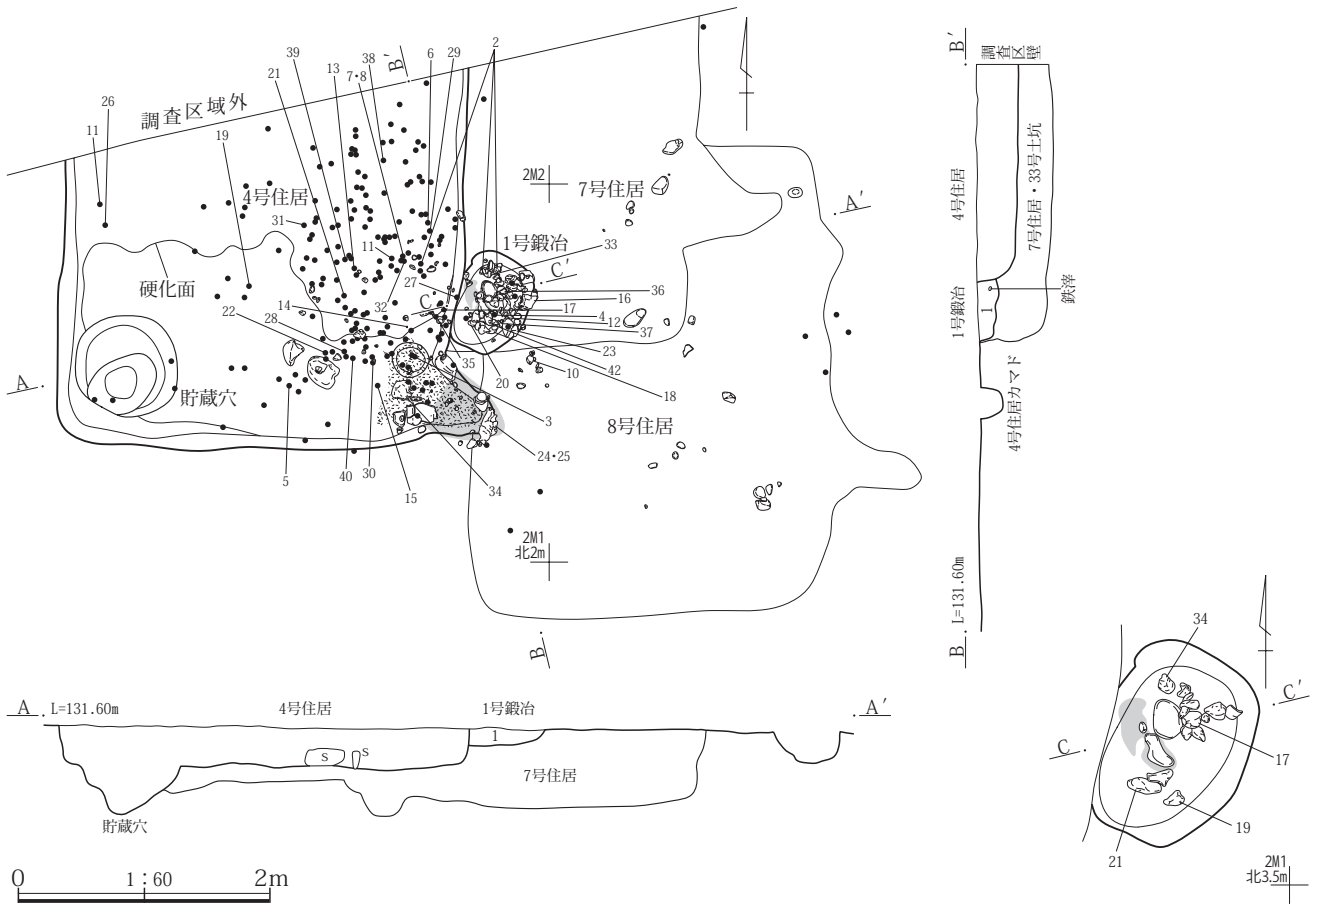 39
38
6
29
2
21
13
7・8
B′
調査区域外
26
11
19
4号住居
31
11
2M2
7号住居
A′
1号鍛冶
33
C′
27
36
16
17
4
12
37
硬化面
14
32
C
22
28
23
42
35
20
10
18
3
A
貯蔵穴
8号住居
24・25
5
40
30
15
34
2M1
北2m
B
B′
調査区壁
4号住居
7号住居・33号土坑
1号鍛冶
1
鉄滓
4号住居カマド
B
L=131.60m
A
L=131.60m
4号住居
1号鍛冶
A′
1
S
S
7号住居
貯蔵穴
0
1：60
2m
34
C′
C
17
19
21
2M1
北3.5m